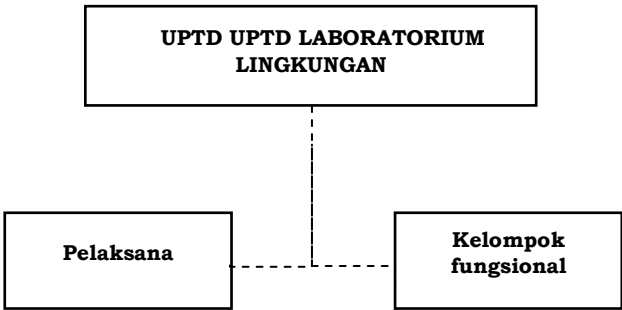 UPTD UPTD LABORATORIUM
LINGKUNGAN
Pelaksana
Kelompok
fungsional